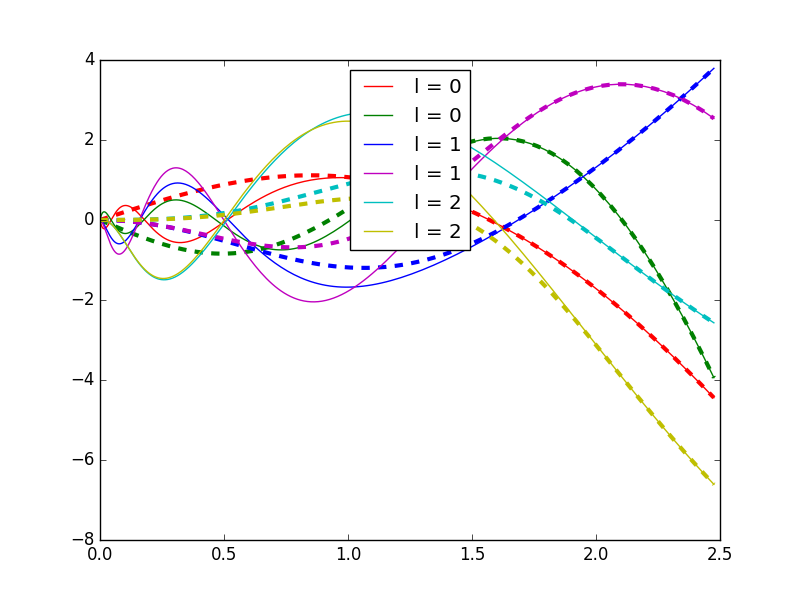 4
2
0
−2
−4
−6
−8
0.0 0.5 1.0 1.5 2.0 2.5
l = 0
l = 0
l = 1
l = 1
l = 2
l = 2